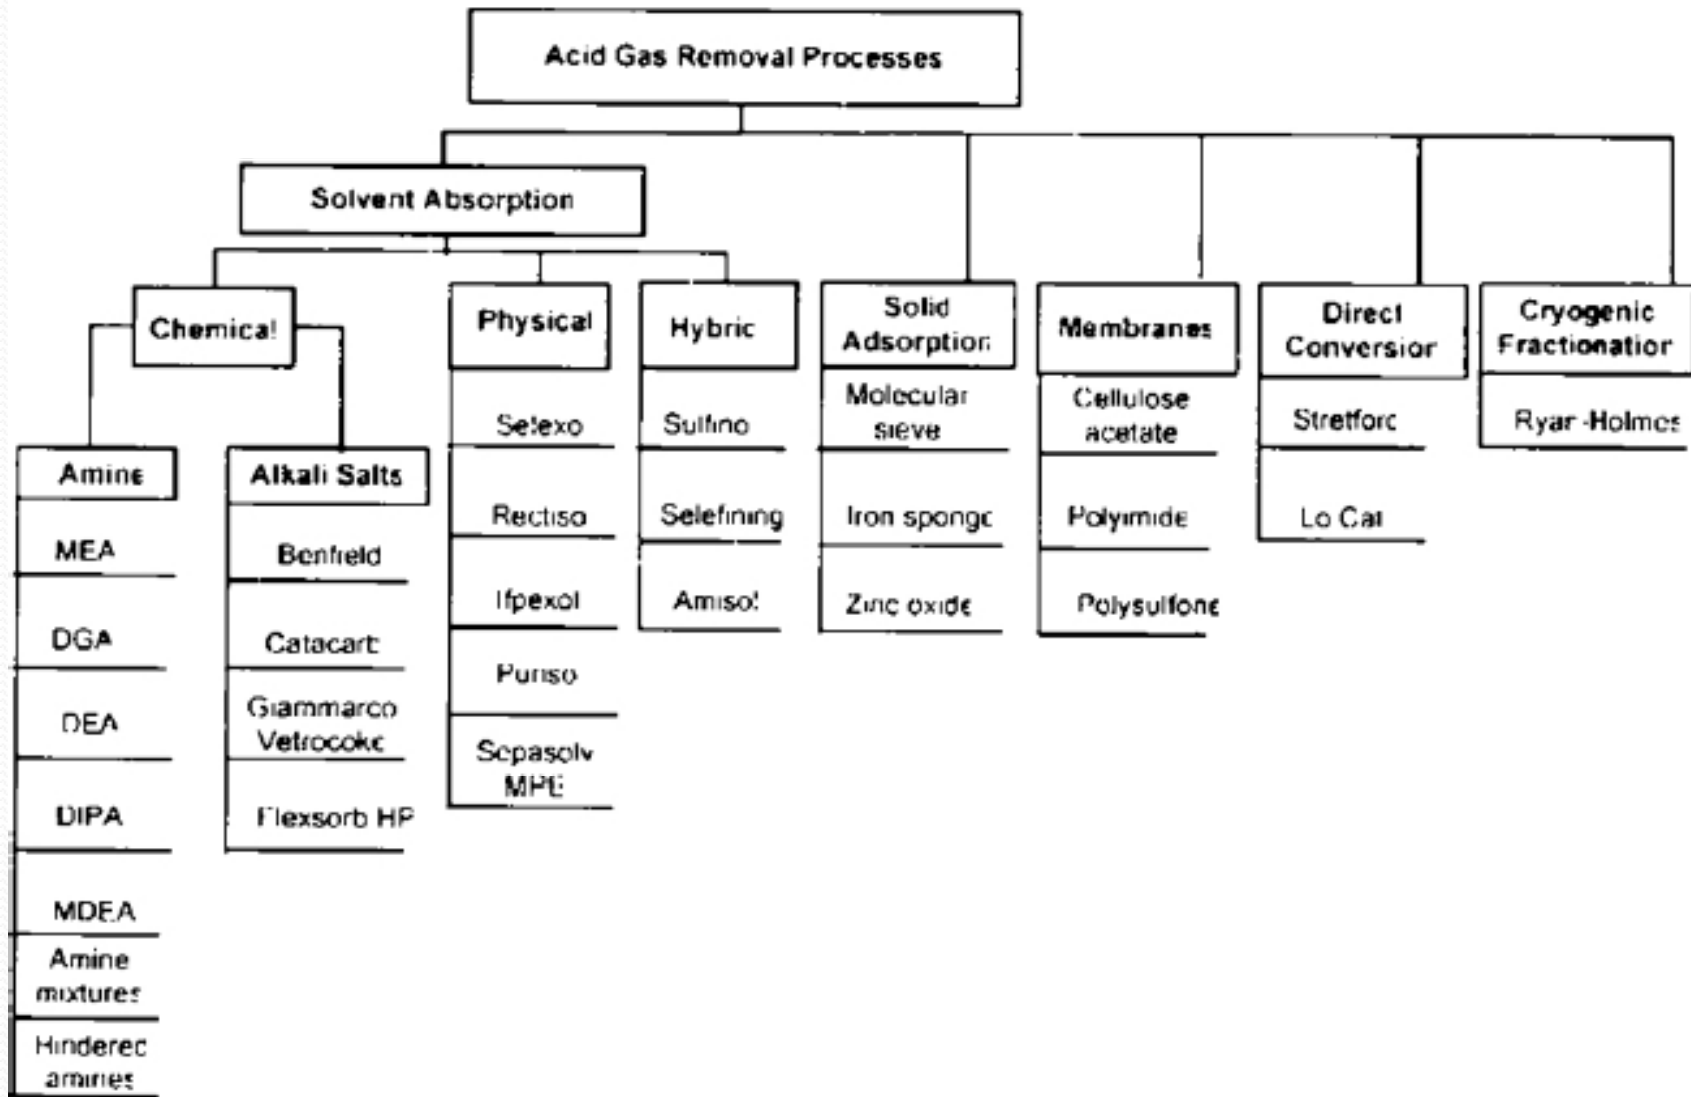 Acid Gas Removal Processes
Solvent Absorption
Chemical
Physical
Hybric
Solid
Adsorption
Membranes
Direct
Conversion
Cryogenic
Fractionation
Amine
MEA
DGA
DEA
DIPA
MDEA
Amine
mixtures
Hinderec
amines
Alkali Salts
Benfield
Catacarb
Giammarco
Vetrocoke
Flexsorb HP
Selexo
Rectiso
Ifpexol
Puriso
Sepasolv
MPE
Sulfino
Selefining
Amisol
Molecular
sieve
Iron sponge
Zinc oxide
Cellulose
acetate
Polyimide
Polysulfone
Stretforc
Lo Cat
Ryan-Holmes